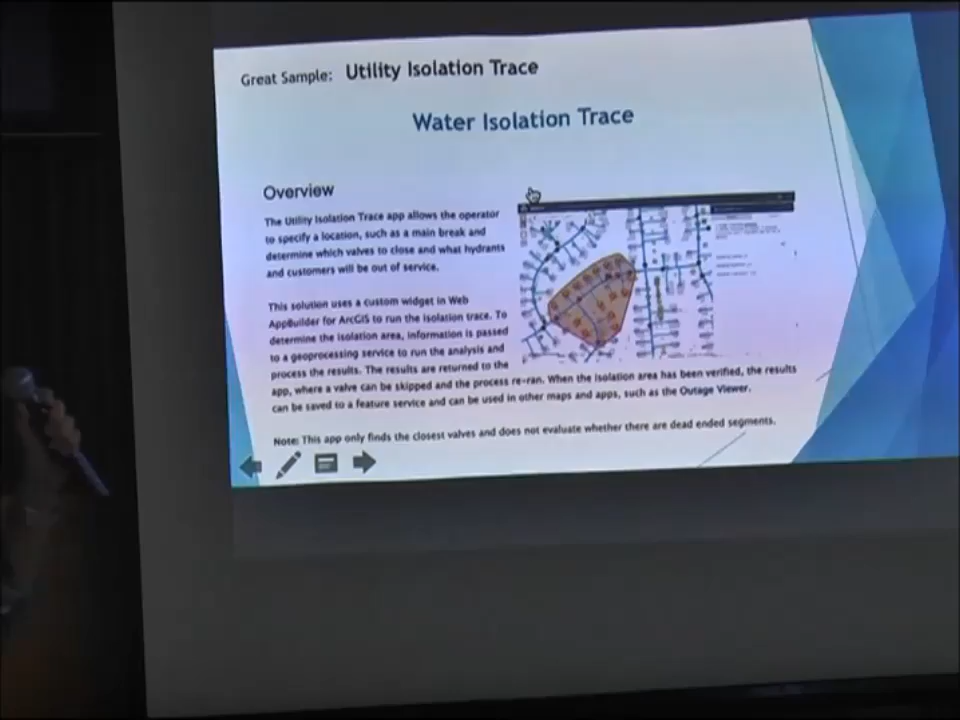 Great Sample: Utility Isolation Trace
Water Isolation Trace
Overview
The Utility Isolation Trace app allows the operator
to specify a location, such as a main break and
determine which valves to close and what hydrants
and customers will be out of service.
This solution uses a custom widget in Web
AppBuilder for ArcGIS to run the isolation trace. To
determine the isolation area, information is passed
to a geoprocessing service to run the analysis and
process the results. The results are returned to the
app, where a valve can be skipped and the process re-ran. When the isolation area has been verified, the results
can be saved to a feature service and can be used in other maps and apps, such as the Outage Viewer.
Note: This app only finds the closest valves and does not evaluate whether there are dead ended segments.